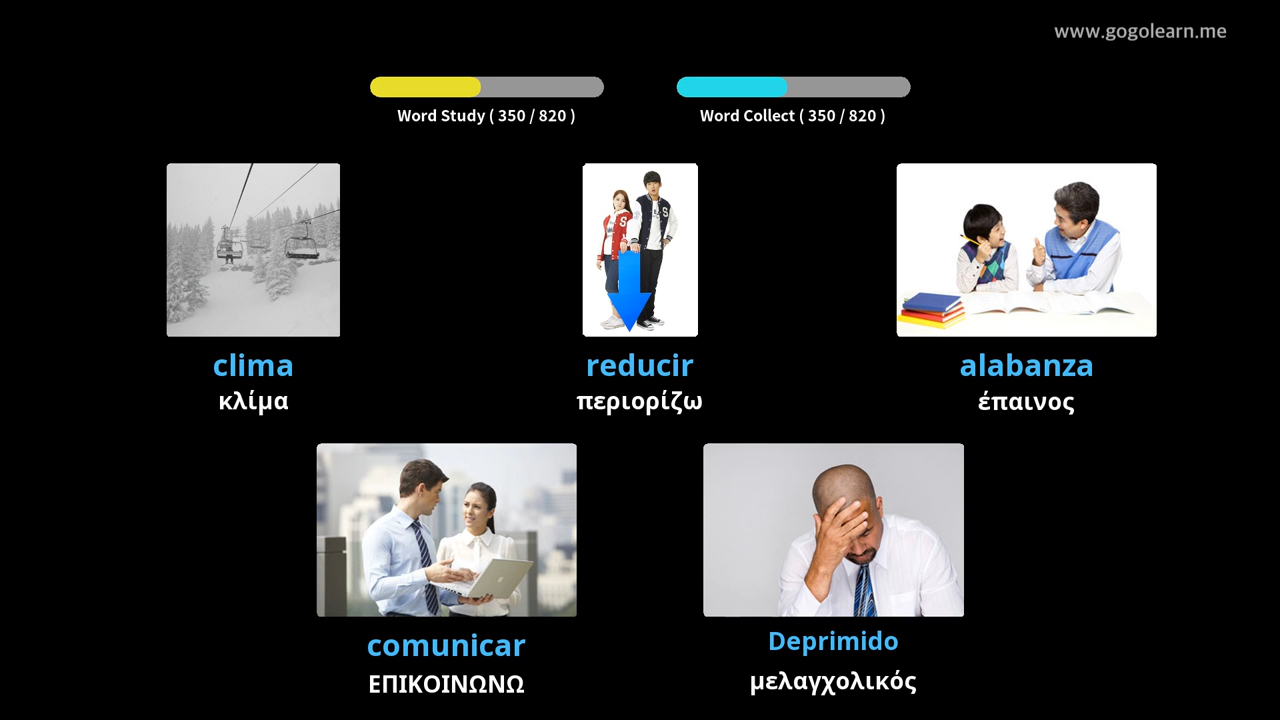 www.gogolearn.me
Word Study ( 350 / 820 )
Word Collect ( 350 / 820 )
clima
κλίμα
reducir
περιορίζω
alabanza
έπαινος
comunicar
ΕΠΙΚΟΙΝΩΝΩ
Deprimido
μελαγχολικός